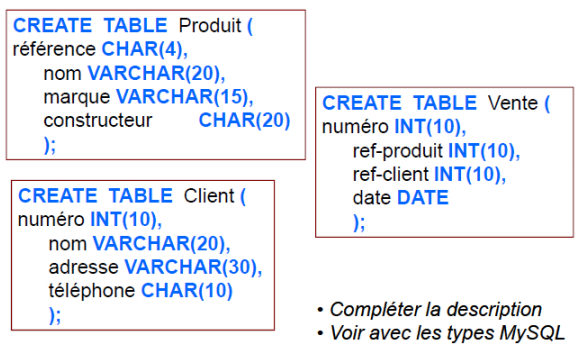 CREATE TABLE Produit (
référence CHAR(4),
nom VARCHAR(20),
marque VARCHAR(15),
constructeur CHAR(20)
);
CREATE TABLE Client (
numéro INT(10),
nom VARCHAR(20),
adresse VARCHAR(30),
téléphone CHAR(10)
);
CREATE TABLE Vente (
numéro INT(10),
ref-produit INT(10),
ref-client INT(10),
date DATE
);
• Compléter la description
• Voir avec les types MySQL